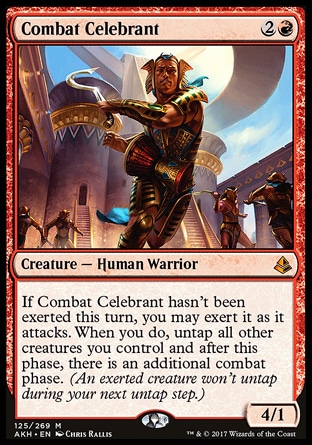 Combat Celebrant 2
Creature — Human Warrior
If Combat Celebrant hasn't been
exerted this turn, you may exert it as it
attacks. When you do, untap all other
creatures you control and after this
phase, there is an additional combat
phase. (An exerted creature won't untap
during your next untap step.)
4/1
125/269 M
AKH • EN Chris Rallis
™ & © 2017 Wizards of the Coast